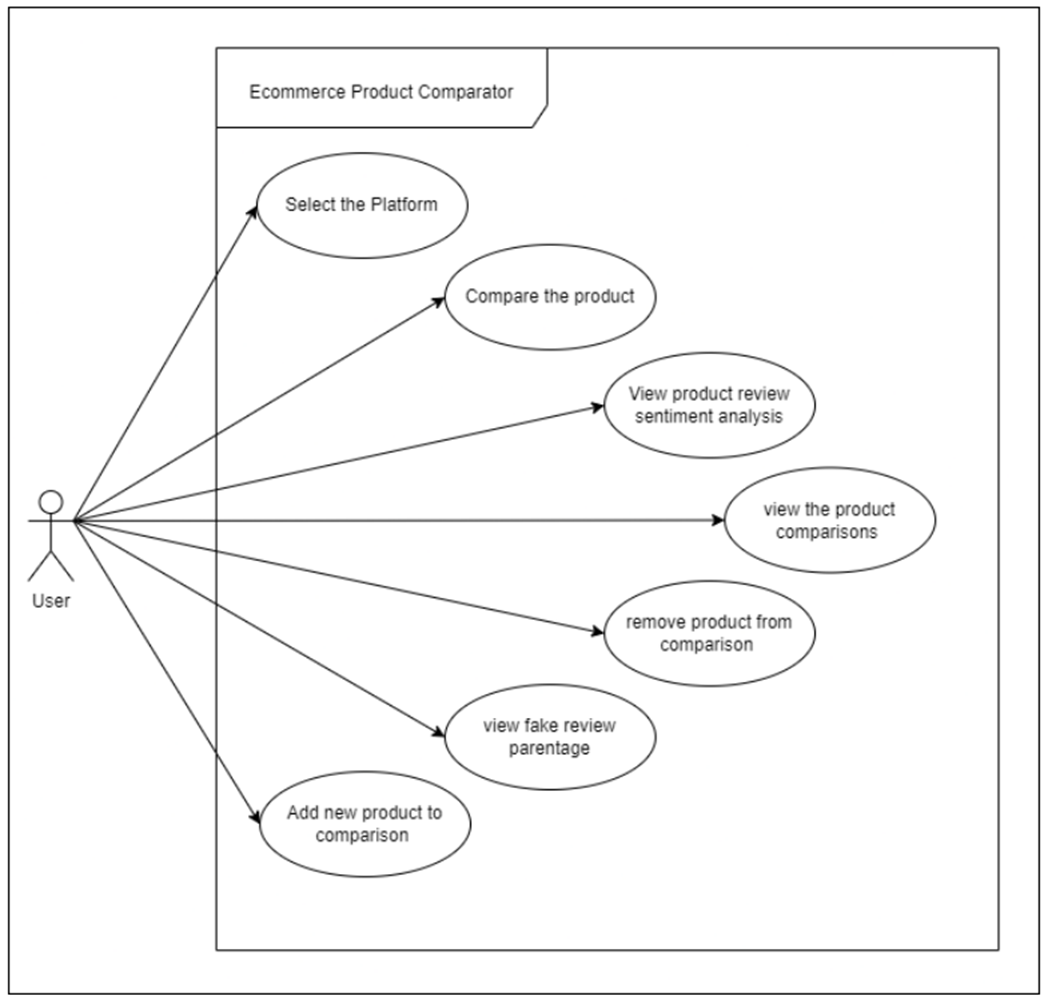 Ecommerce Product Comparator
Select the Platform
Compare the product
View product review
sentiment analysis
view the product
comparisons
User
remove product from
comparison
view fake review
parentage
Add new product to
comparison